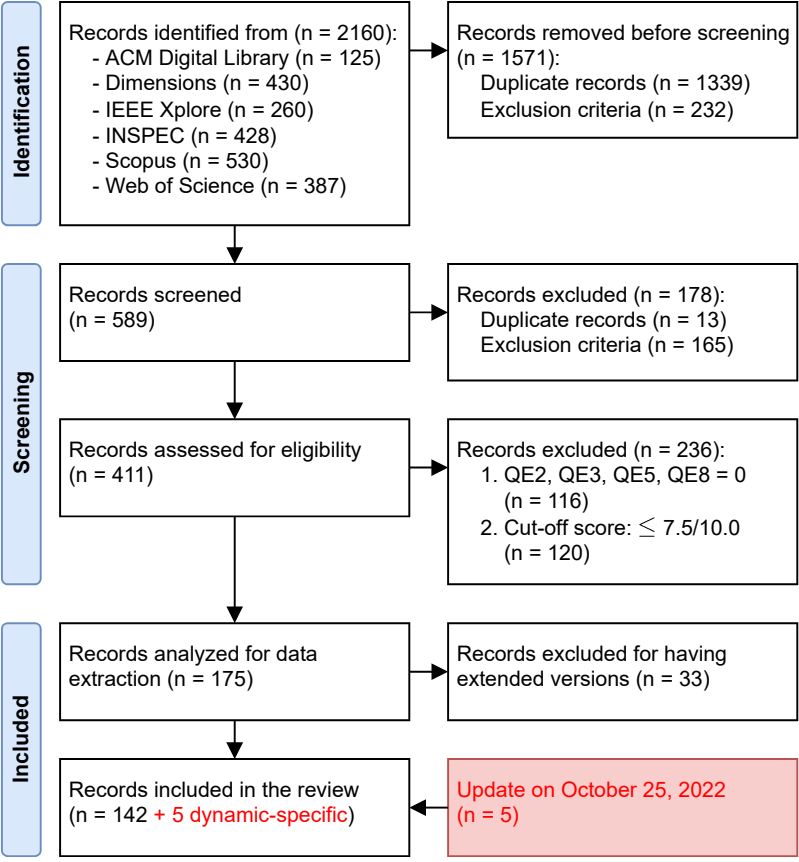 Identification
Records identified from (n = 2160):
- ACM Digital Library (n = 125)
- Dimensions (n = 430)
- IEEE Xplore (n = 260)
- INSPEC (n = 428)
- Scopus (n = 530)
- Web of Science (n = 387)
Records removed before screening
(n = 1571):
Duplicate records (n = 1339)
Exclusion criteria (n = 232)
Screening
Records screened
(n = 589)
Records excluded (n = 178):
Duplicate records (n = 13)
Exclusion criteria (n = 165)
Records assessed for eligibility
(n = 411)
Records excluded (n = 236):
1. QE2, QE3, QE5, QE8 = 0
(n = 116)
2. Cut-off score: ≤ 7.5/10.0
(n = 120)
Included
Records analyzed for data
extraction (n = 175)
Records excluded for having
extended versions (n = 33)
Records included in the review
(n = 142 + 5 dynamic-specific)
Update on October 25, 2022
(n = 5)